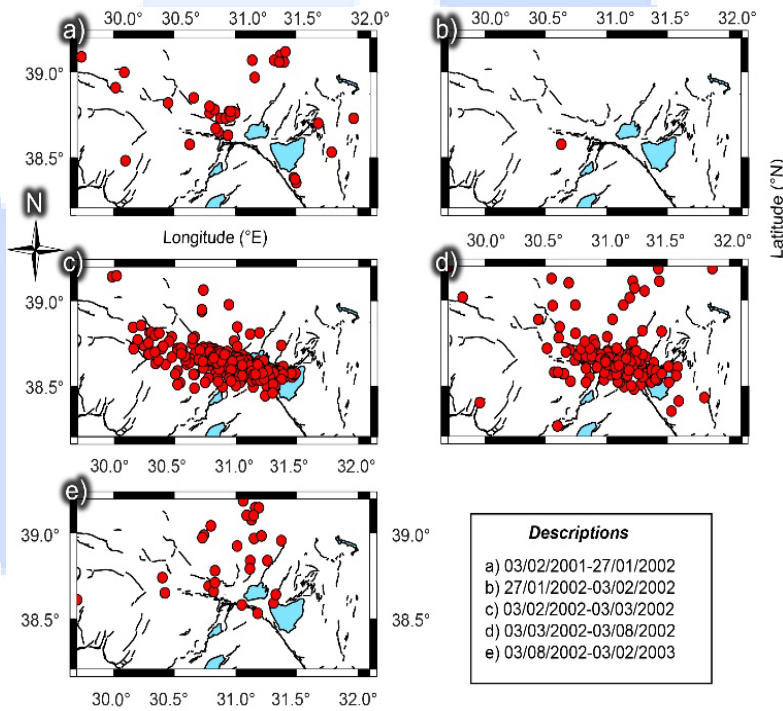 30.0° 30.5° 31.0° 31.5° 32.0°
a)
b)
39.0°
38.5°
N
Longitude (°E)
Latitude (°N)
30.0° 30.5° 31.0° 31.5° 32.0°
c)
d)
39.0°
38.5°
30.0° 30.5° 31.0° 31.5° 32.0°
30.0° 30.5° 31.0° 31.5° 32.0°
e)
39.0°
38.5°
39.0°
38.5°
30.0° 30.5° 31.0° 31.5° 32.0°
Descriptions
a) 03/02/2001-27/01/2002
b) 27/01/2002-03/02/2002
c) 03/02/2002-03/03/2002
d) 03/03/2002-03/08/2002
e) 03/08/2002-03/02/2003